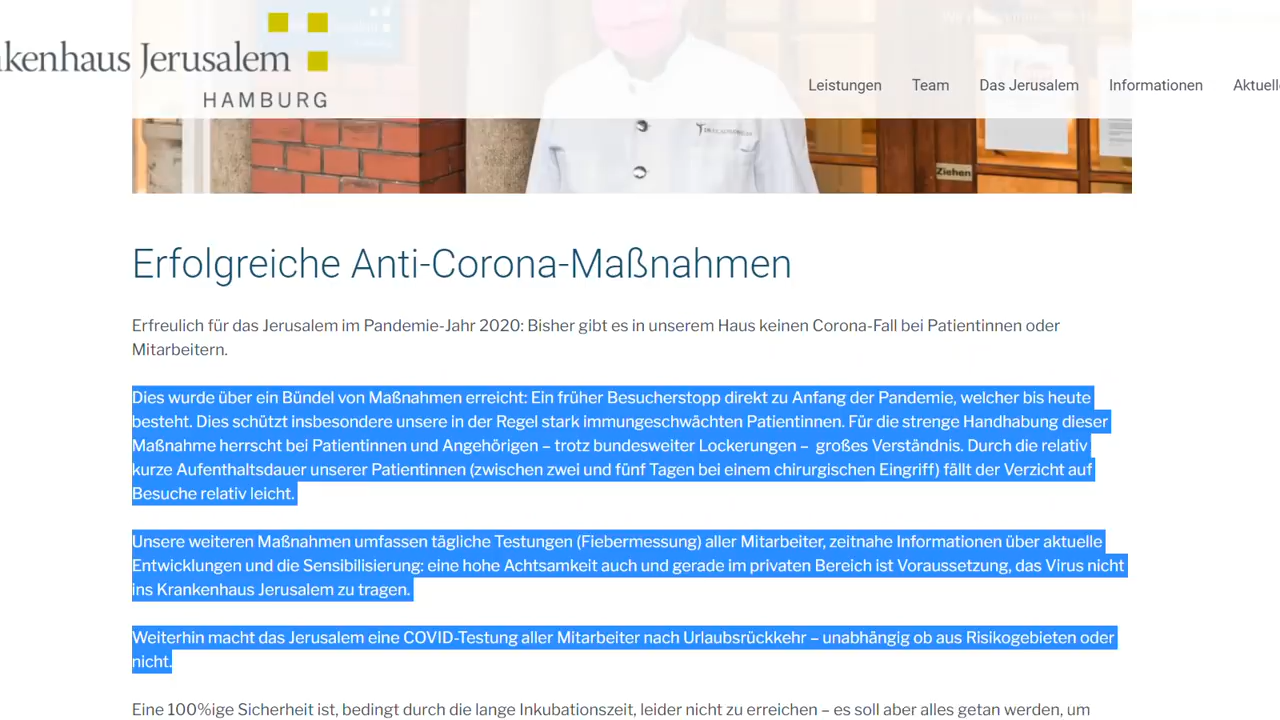 kenhaus Jerusalem
HAMBURG
Leistungen Team Das Jerusalem Informationen Aktuelle
Ziehen
Erfolgreiche Anti-Corona-Maßnahmen
Erfreulich für das Jerusalem im Pandemie-Jahr 2020: Bisher gibt es in unserem Haus keinen Corona-Fall bei Patientinnen oder
Mitarbeitern.
Dies wurde über ein Bündel von Maßnahmen erreicht: Ein früher Besucherstopp direkt zu Anfang der Pandemie, welcher bis heute
besteht. Dies schützt insbesondere unsere in der Regel stark immungeschwächten Patientinnen. Für die strenge Handhabung dieser
Maßnahme herrscht bei Patientinnen und Angehörigen – trotz bundesweiter Lockerungen – großes Verständnis. Durch die relativ
kurze Aufenthaltsdauer unserer Patientinnen (zwischen zwei und fünf Tagen bei einem chirurgischen Eingriff) fällt der Verzicht auf
Besuche relativ leicht.
Unsere weiteren Maßnahmen umfassen tägliche Testungen (Fiebermessung) aller Mitarbeiter, zeitnahe Informationen über aktuelle
Entwicklungen und die Sensibilisierung: eine hohe Achtsamkeit auch und gerade im privaten Bereich ist Voraussetzung, das Virus nicht
ins Krankenhaus Jerusalem zu tragen.
Weiterhin macht das Jerusalem eine COVID-Testung aller Mitarbeiter nach Urlaubsrückkehr – unabhängig ob aus Risikogebieten oder
nicht.
Eine 100%ige Sicherheit ist, bedingt durch die lange Inkubationszeit, leider nicht zu erreichen – es soll aber alles getan werden, um